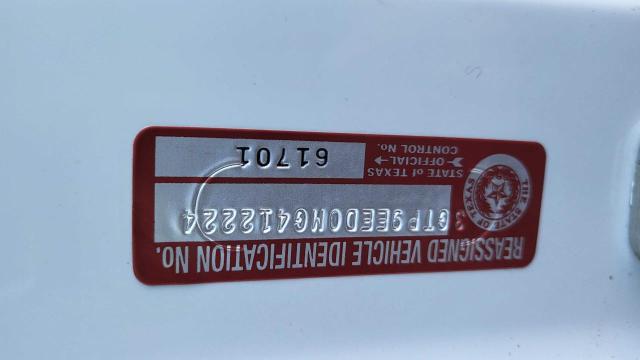 REASSIGNED VEHICLE IDENTIFICATION NO.
3GTP9EED0MG412224
THE STATE OF TEXAS
STATE of TEXAS
OFFICIAL
CONTROL No.
61701